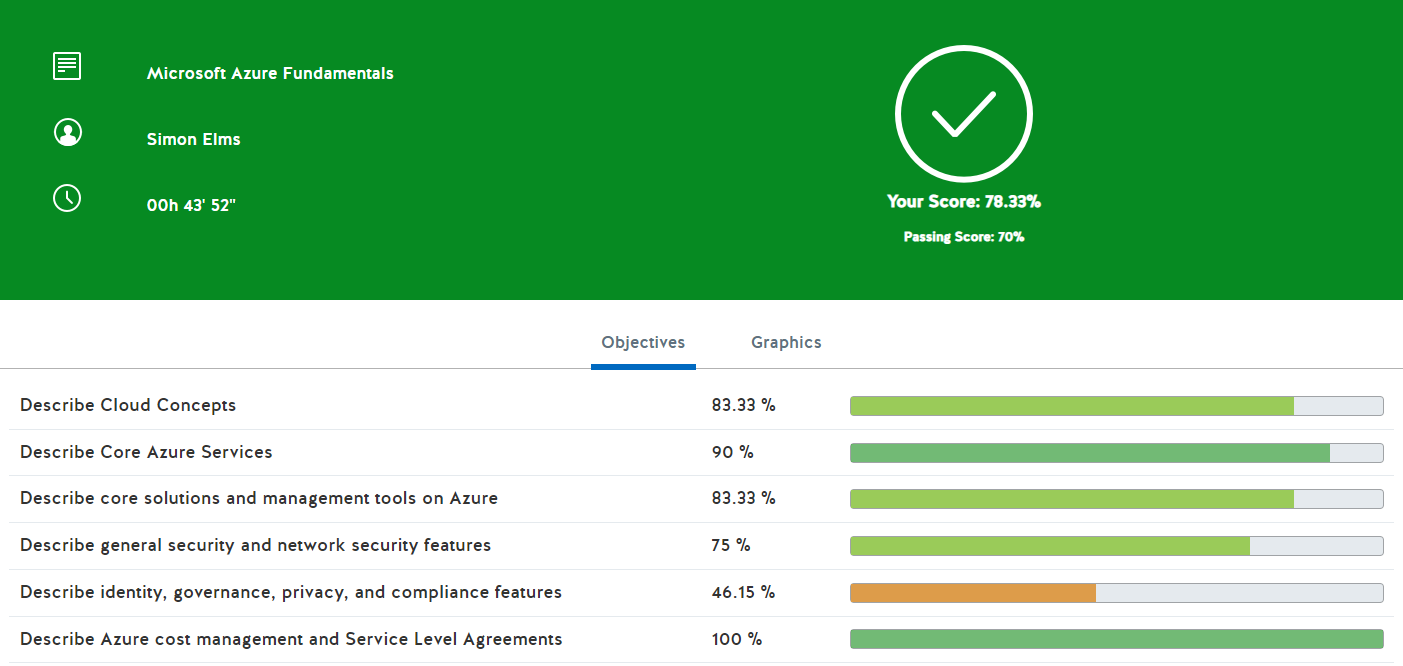 Microsoft Azure Fundamentals
Simon Elms
00h 43' 52"
Your Score: 78.33%
Passing Score: 70%
Objectives Graphics
Describe Cloud Concepts 83.33 %
Describe Core Azure Services 90 %
Describe core solutions and management tools on Azure 83.33 %
Describe general security and network security features 75 %
Describe identity, governance, privacy, and compliance features 46.15 %
Describe Azure cost management and Service Level Agreements 100 %